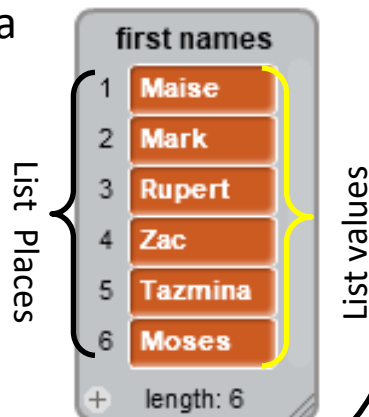 a
first names
1 Maise
2 Mark
3 Rupert
4 Zac
5 Tazmina
6 Moses
+ length: 6
List Places
List values